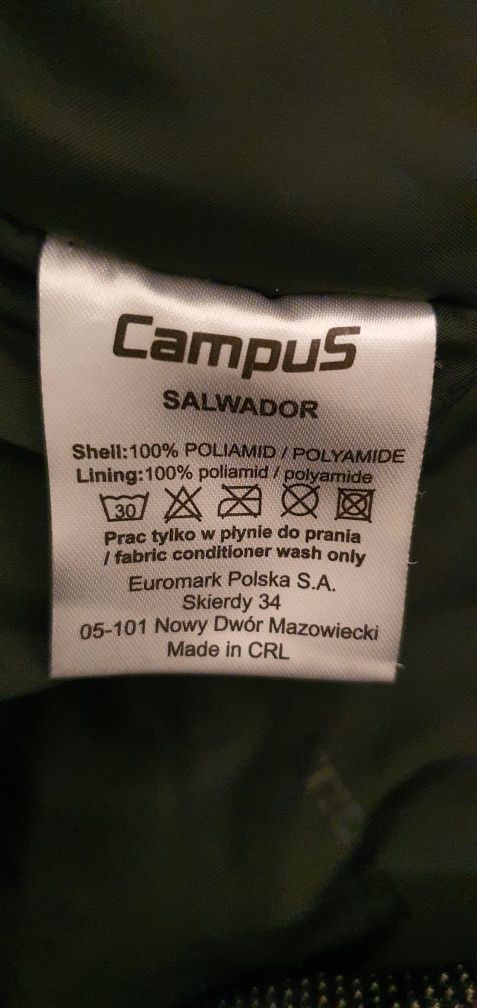 CampuS
SALWADOR
Shell:100% POLIAMID / POLYAMIDE
Lining:100% poliamid / polyamide
30
Prac tylko w płynie do prania
/ fabric conditioner wash only
Euromark Polska S.A.
Skierdy 34
05-101 Nowy Dwór Mazowiecki
Made in CRL